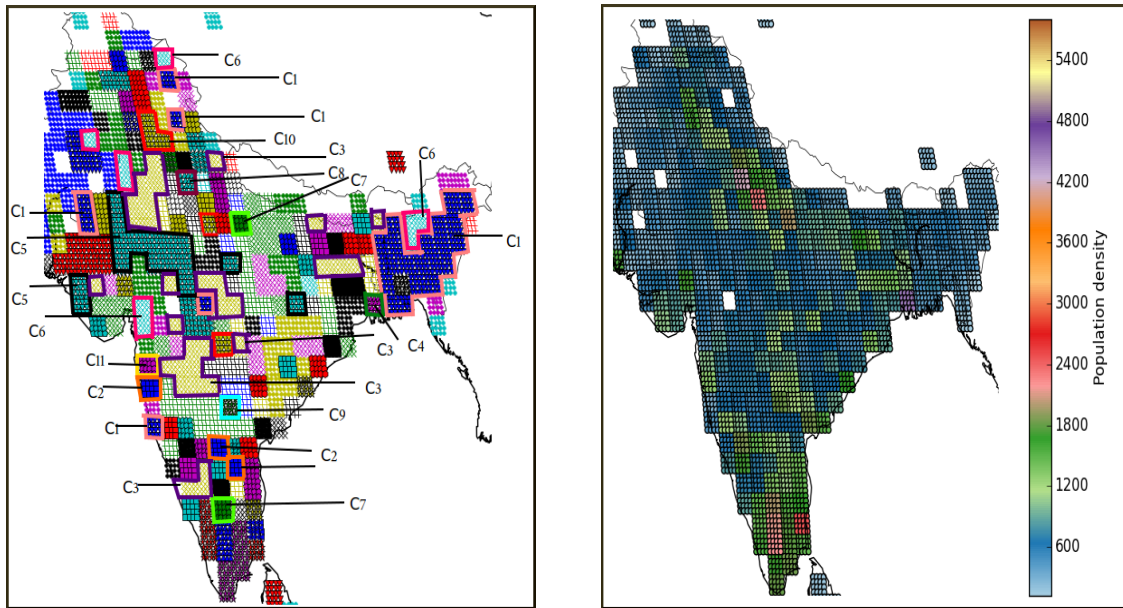 C6
C1
C1
C10
C3
C8
C7
C6
C1
C5
C1
C5
C6
C3
C4
C11
C2
C3
C9
C1
C2
C3
C7
5400
4800
4200
3600
3000
2400
1800
1200
600
Population density